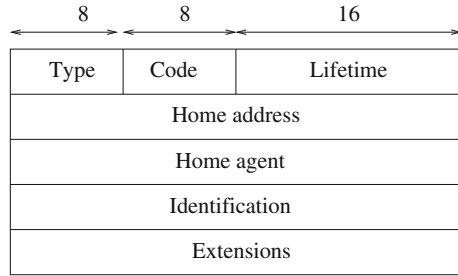 8 8 16
Type Code Lifetime
Home address
Home agent
Identification
Extensions